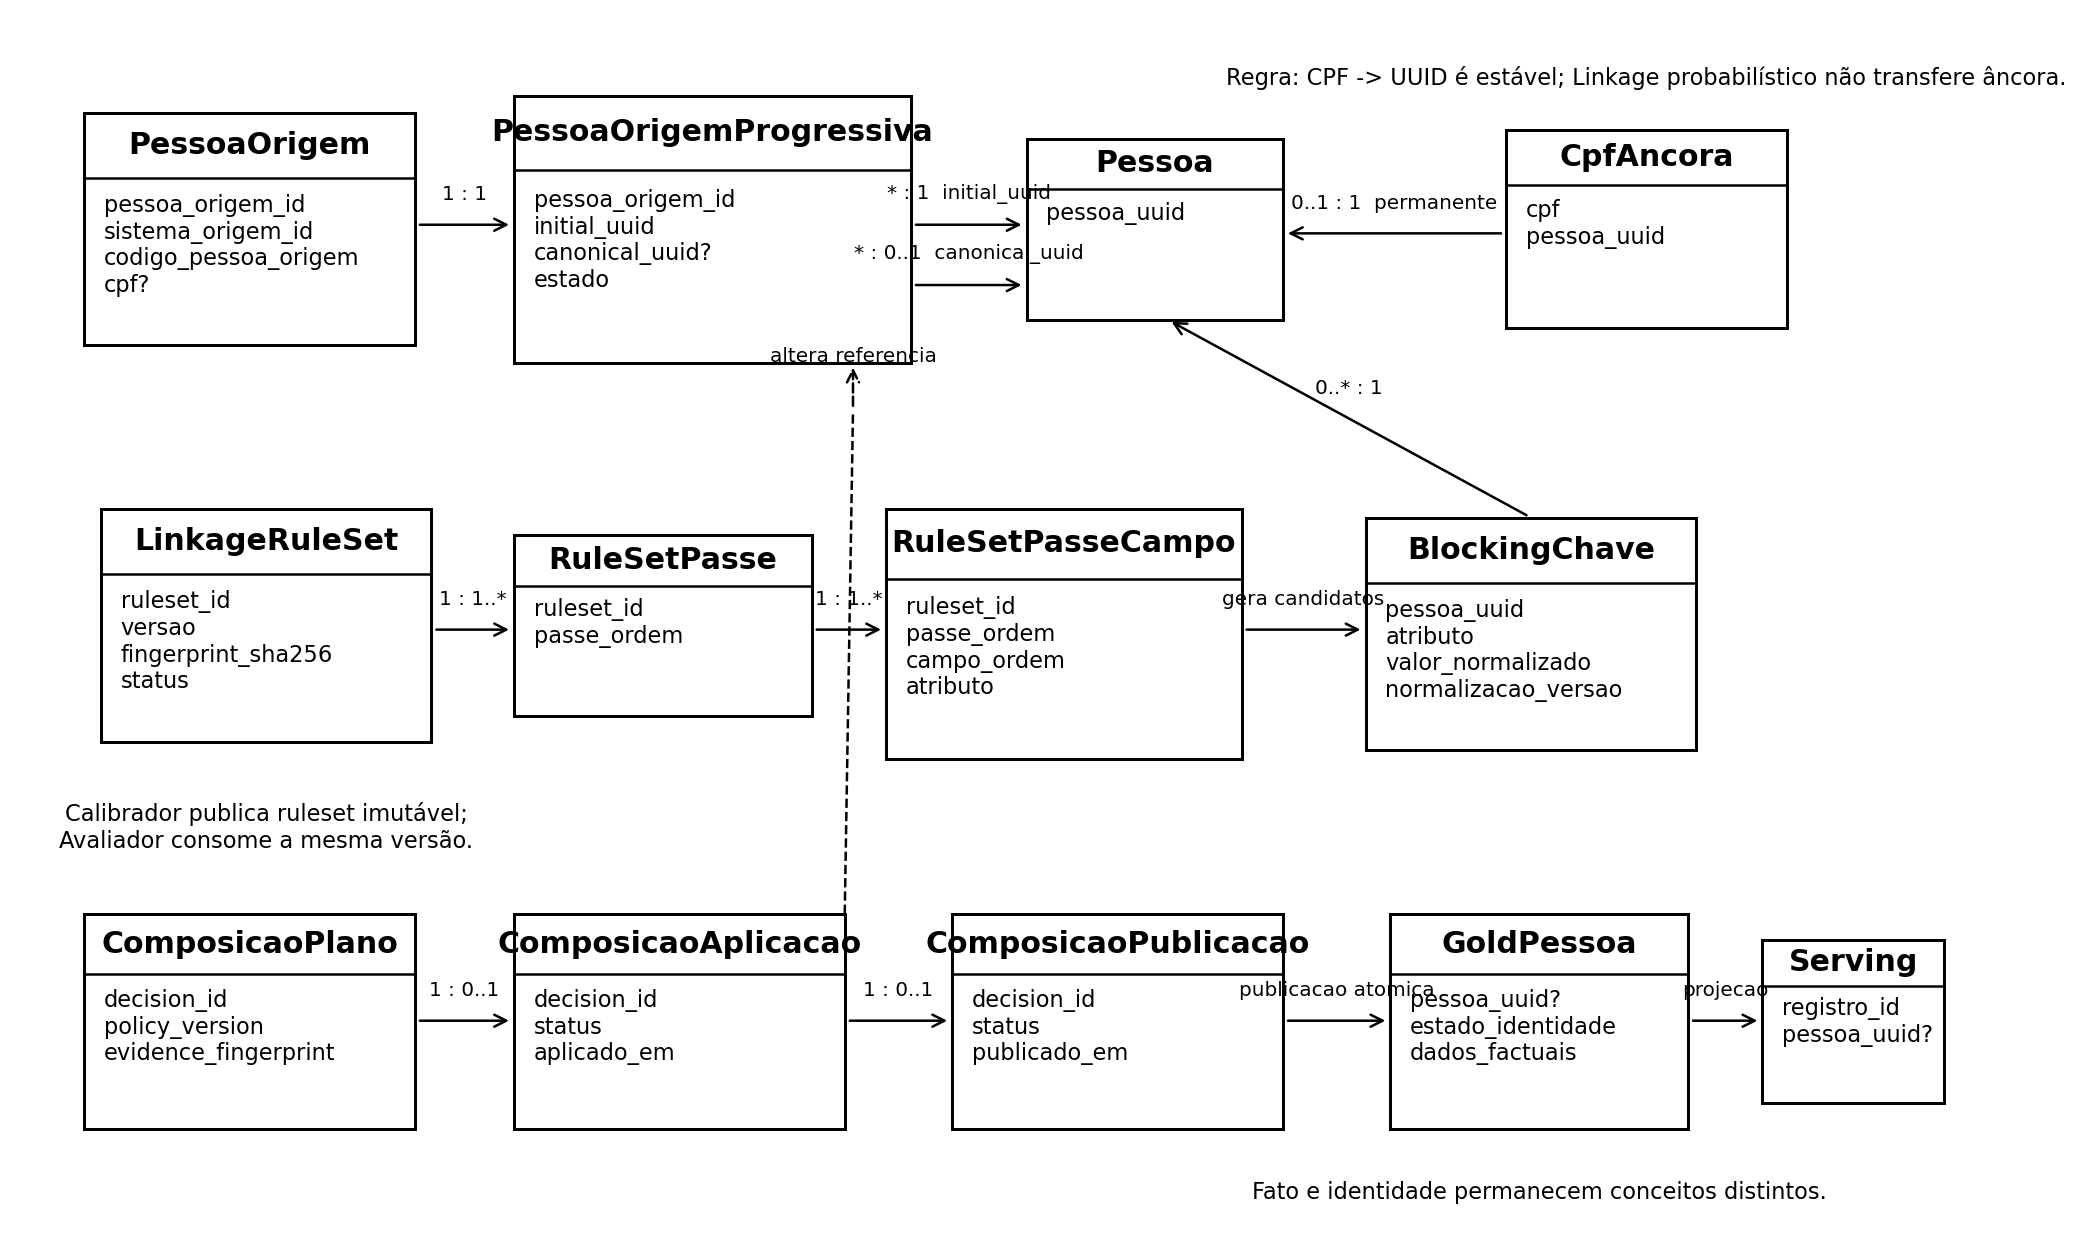 Regra: CPF -> UUID é estável; Linkage probabilístico não transfere âncora.
PessoaOrigem
pessoa_origem_id
sistema_origem_id
codigo_pessoa_origem
cpf?
1 : 1
PessoaOrigemProgressiva
pessoa_origem_id
initial_uuid
canonical_uuid?
estado
* : 1  initial_uuid
* : 0..1  canonical_uuid
altera referencia
Pessoa
pessoa_uuid
0..1 : 1  permanente
CpfAncora
cpf
pessoa_uuid
0..* : 1
LinkageRuleSet
ruleset_id
versao
fingerprint_sha256
status
1 : 1..*
RuleSetPasse
ruleset_id
passe_ordem
1 : 1..*
RuleSetPasseCampo
ruleset_id
passe_ordem
campo_ordem
atributo
gera candidatos
BlockingChave
pessoa_uuid
atributo
valor_normalizado
normalizacao_versao
Calibrador publica ruleset imutável;
Avaliador consome a mesma versão.
ComposicaoPlano
decision_id
policy_version
evidence_fingerprint
1 : 0..1
ComposicaoAplicacao
decision_id
status
aplicado_em
1 : 0..1
ComposicaoPublicacao
decision_id
status
publicado_em
publicacao atomica
GoldPessoa
pessoa_uuid?
estado_identidade
dados_factuais
projecao
Serving
registro_id
pessoa_uuid?
Fato e identidade permanecem conceitos distintos.